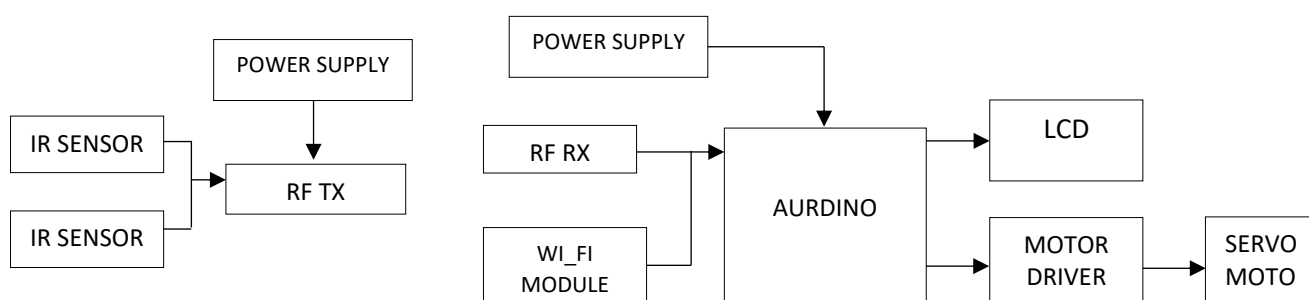 POWER SUPPLY
IR SENSOR
RF TX
IR SENSOR
POWER SUPPLY
RF RX
WI_FI
MODULE
AURDINO
LCD
MOTOR
DRIVER
SERVO
MOTO